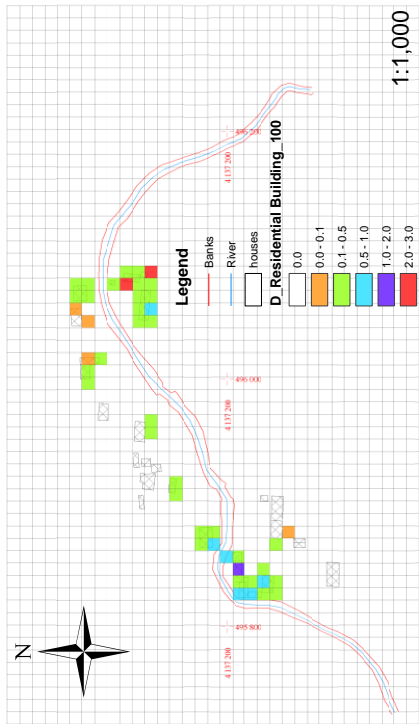 N
Legend
Banks
River
houses
D_Residential Building_100
0.0
0.0 - 0.1
0.1 - 0.5
0.5 - 1.0
1.0 - 2.0
2.0 - 3.0
1:1,000
495 800
4 137 200
496 000
4 137 200
496 200
4 137 200